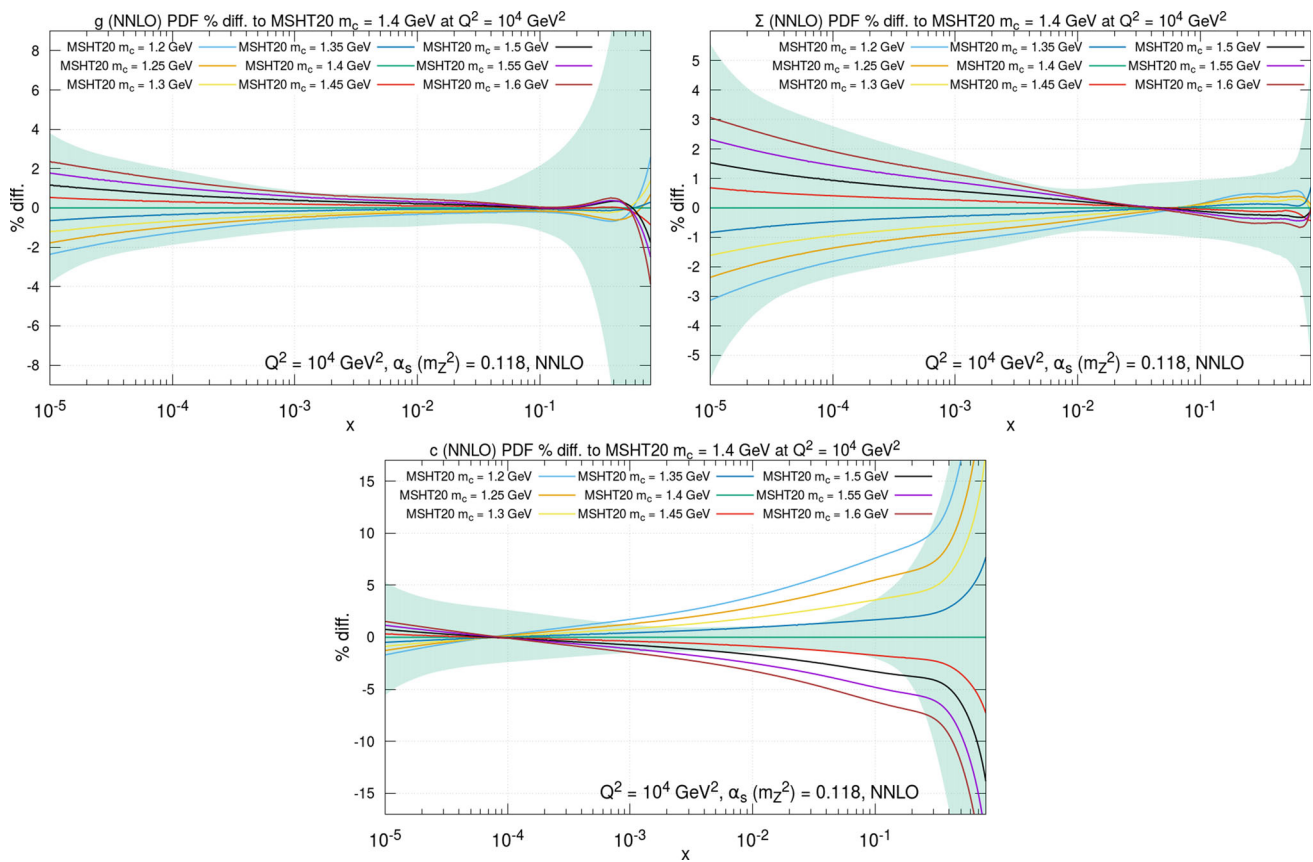 g (NNLO) PDF % diff. to MSHT20 m_c = 1.4 GeV at Q² = 10⁴ GeV²
MSHT20 m_c = 1.2 GeV MSHT20 m_c = 1.35 GeV MSHT20 m_c = 1.5 GeV
MSHT20 m_c = 1.25 GeV MSHT20 m_c = 1.4 GeV MSHT20 m_c = 1.55 GeV
MSHT20 m_c = 1.3 GeV MSHT20 m_c = 1.45 GeV MSHT20 m_c = 1.6 GeV
8
6
4
2
0
-2
-4
-6
-8
% diff.
Q² = 10⁴ GeV², α_s (m_Z²) = 0.118, NNLO
10⁻⁵ 10⁻⁴ 10⁻³ 10⁻² 10⁻¹
x
Σ (NNLO) PDF % diff. to MSHT20 m_c = 1.4 GeV at Q² = 10⁴ GeV²
MSHT20 m_c = 1.2 GeV MSHT20 m_c = 1.35 GeV MSHT20 m_c = 1.5 GeV
MSHT20 m_c = 1.25 GeV MSHT20 m_c = 1.4 GeV MSHT20 m_c = 1.55 GeV
MSHT20 m_c = 1.3 GeV MSHT20 m_c = 1.45 GeV MSHT20 m_c = 1.6 GeV
5
4
3
2
1
0
-1
-2
-3
-4
-5
% diff.
Q² = 10⁴ GeV², α_s (m_Z²) = 0.118, NNLO
10⁻⁵ 10⁻⁴ 10⁻³ 10⁻² 10⁻¹
x
c (NNLO) PDF % diff. to MSHT20 m_c = 1.4 GeV at Q² = 10⁴ GeV²
MSHT20 m_c = 1.2 GeV MSHT20 m_c = 1.35 GeV MSHT20 m_c = 1.5 GeV
MSHT20 m_c = 1.25 GeV MSHT20 m_c = 1.4 GeV MSHT20 m_c = 1.55 GeV
MSHT20 m_c = 1.3 GeV MSHT20 m_c = 1.45 GeV MSHT20 m_c = 1.6 GeV
15
10
5
0
-5
-10
-15
% diff.
Q² = 10⁴ GeV², α_s (m_Z²) = 0.118, NNLO
10⁻⁵ 10⁻⁴ 10⁻³ 10⁻² 10⁻¹
x